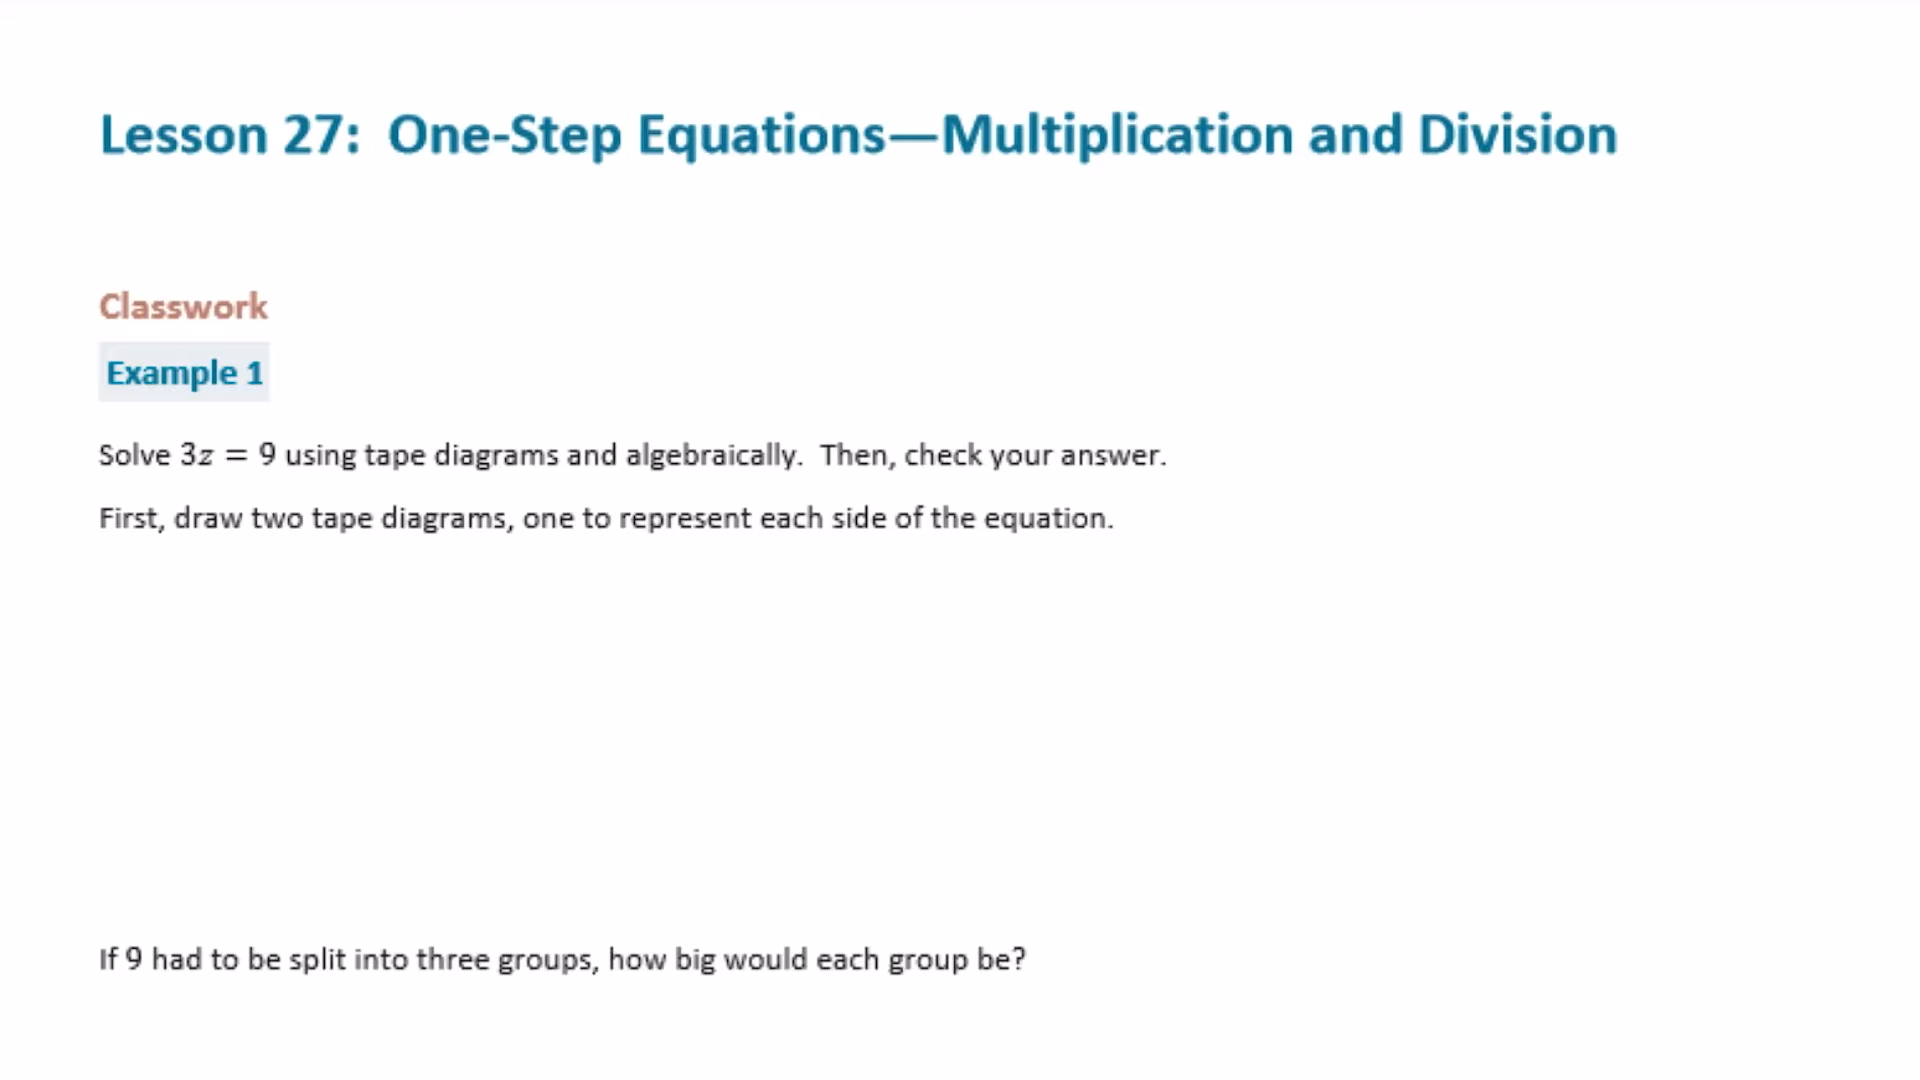 Lesson 27:  One-Step Equations—Multiplication and Division
Classwork
Example 1
Solve 3z = 9 using tape diagrams and algebraically.  Then, check your answer.
First, draw two tape diagrams, one to represent each side of the equation.
If 9 had to be split into three groups, how big would each group be?